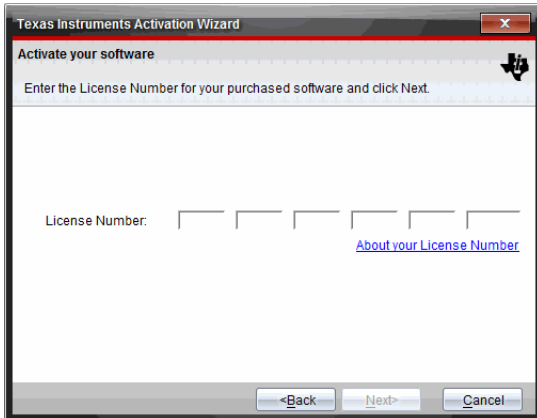 Texas Instruments Activation Wizard
x
Activate your software
Enter the License Number for your purchased software and click Next.
License Number:
About your License Number
<Back
Next>
Cancel